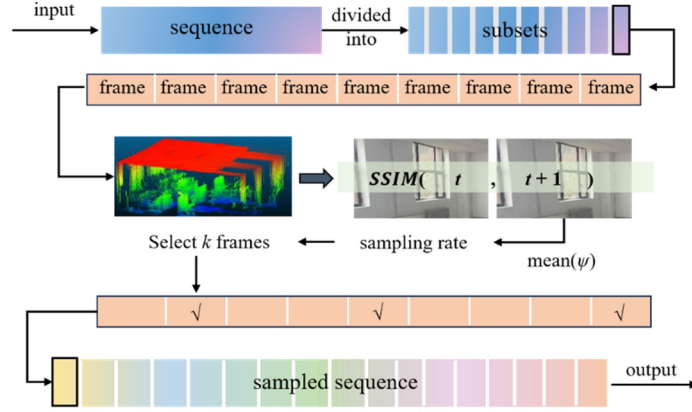 input
sequence
divided
into
subsets
frame frame frame frame frame frame frame frame frame
SSIM( t , t + 1 )
Select k frames
sampling rate
mean(ψ)
√ √ √
sampled sequence
output